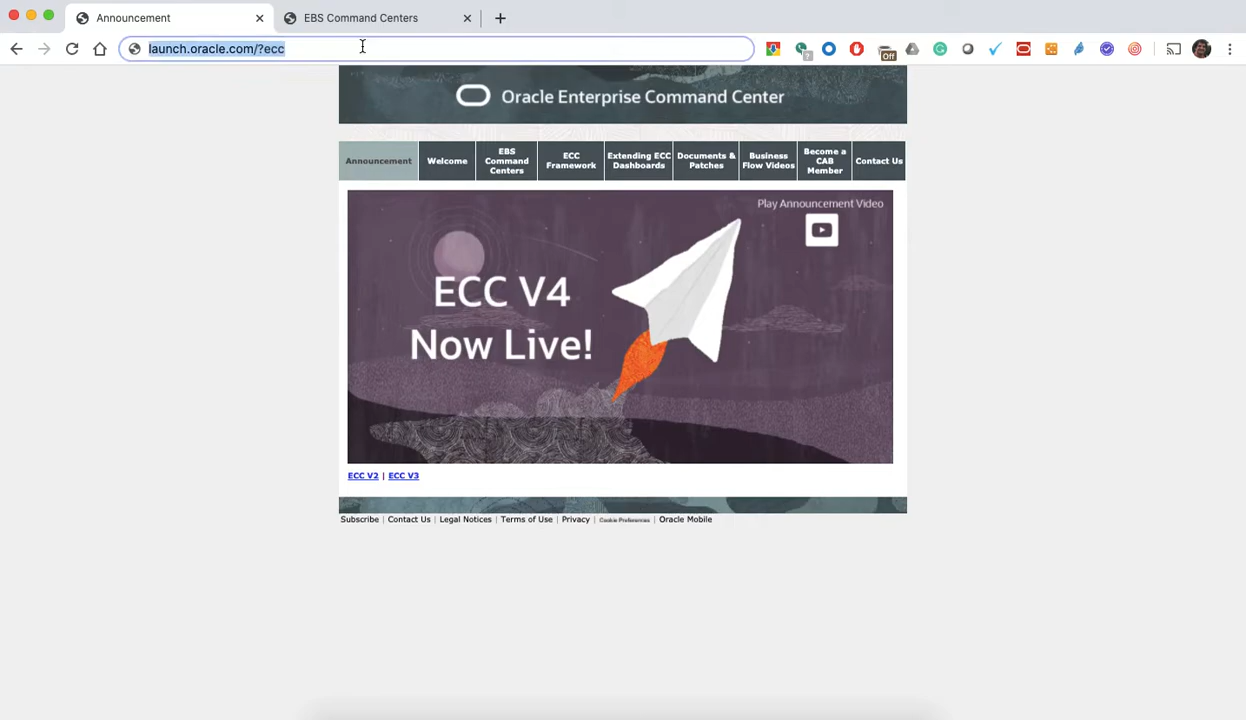 Announcement
EBS Command Centers
launch.oracle.com/?ecc
?
Off
Oracle Enterprise Command Center
Announcement
Welcome
EBS
Command
Centers
ECC
Framework
Extending ECC
Dashboards
Documents &
Patches
Business
Flow Videos
Become a
CAB
Member
Contact Us
Play Announcement Video
ECC V4
Now Live!
ECC V2 | ECC V3
Subscribe | Contact Us | Legal Notices | Terms of Use | Privacy | Cookie Preferences | Oracle Mobile